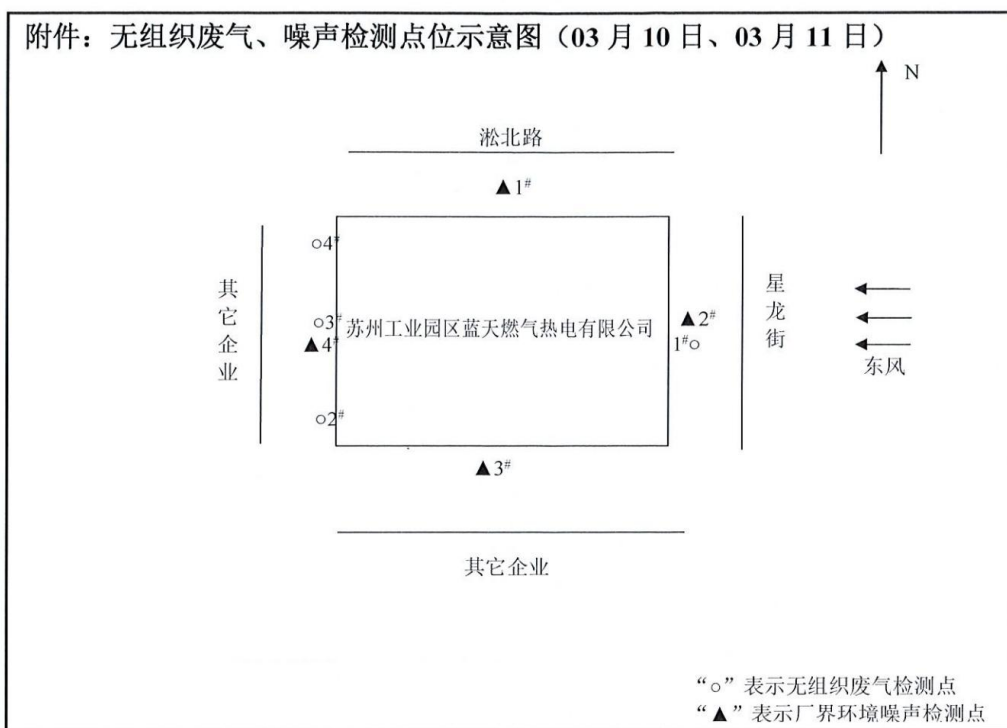 附件：无组织废气、噪声检测点位示意图（03 月 10 日、03 月 11 日）
N
淞北路
▲1#
○4#
其它企业
○3#
苏州工业园区蓝天燃气热电有限公司
▲2#
星龙街
▲4#
1#○
东风
○2#
▲3#
其它企业
“○”表示无组织废气检测点
“▲”表示厂界环境噪声检测点